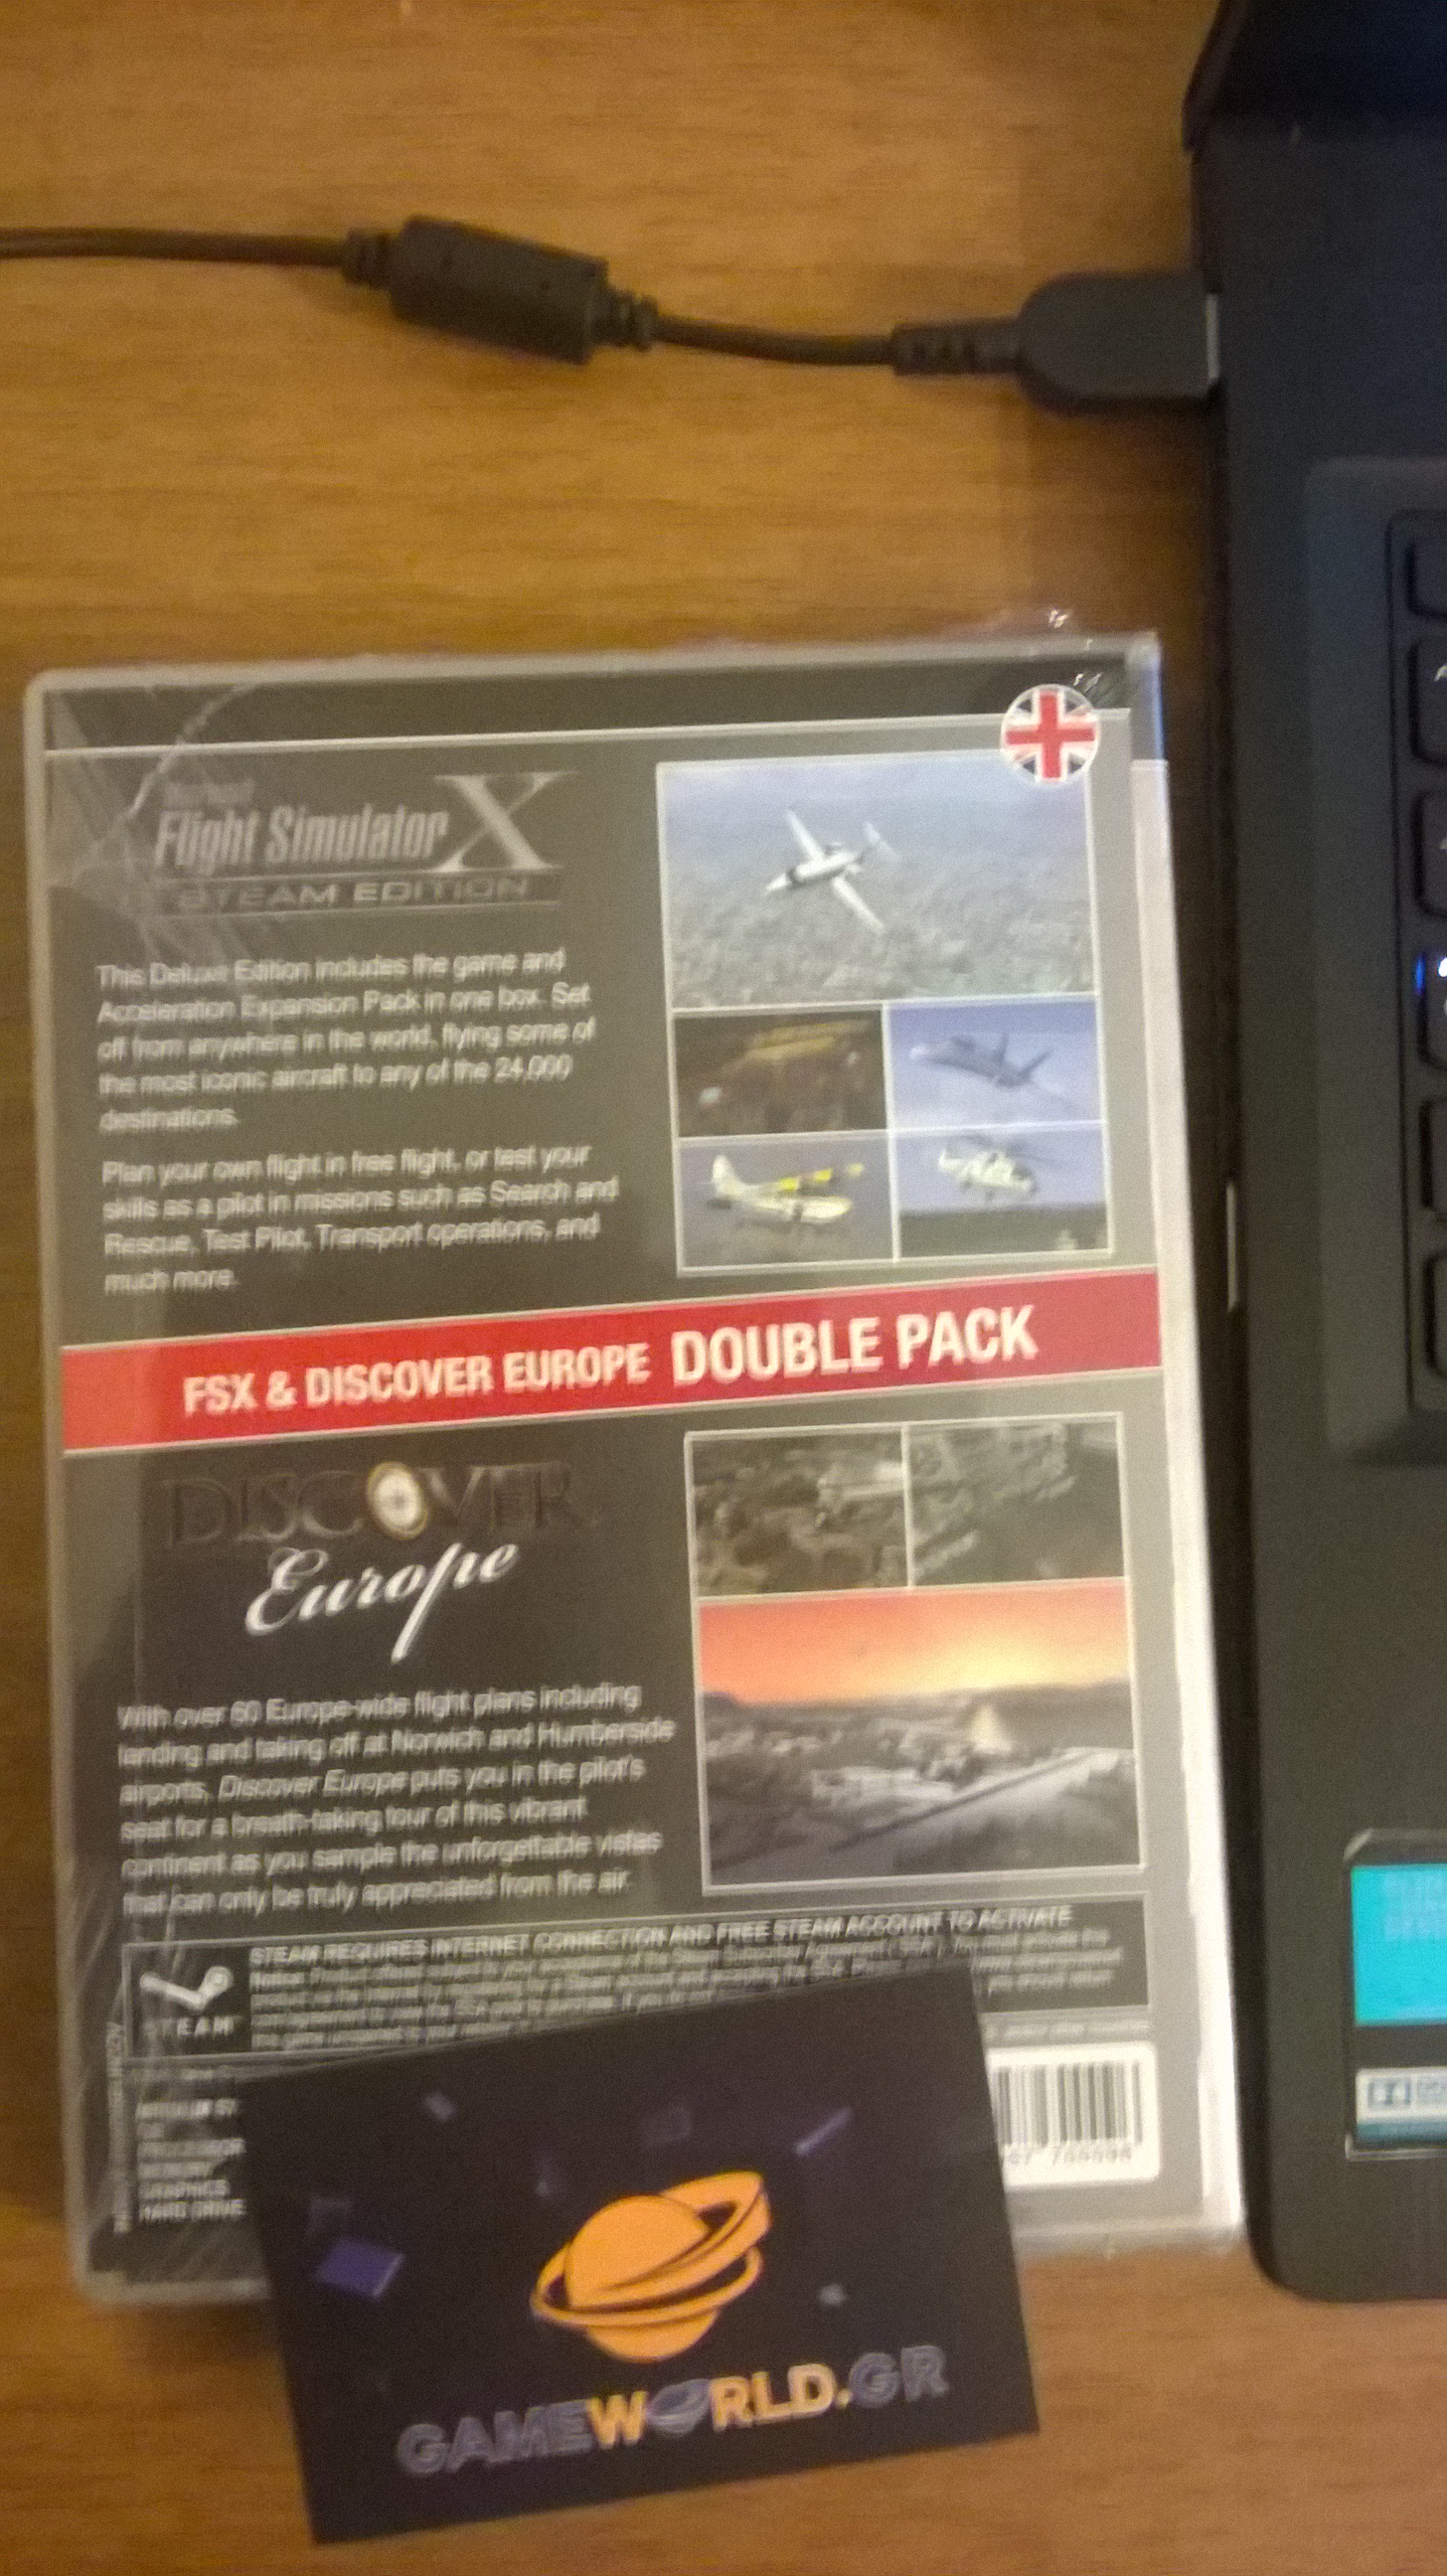 Flight Simulator X
STEAM EDITION
This Deluxe Edition includes the game and
Acceleration Expansion Pack in one box. Set
off from anywhere in the world, flying some of
the most iconic aircraft to any of the 24,000
destinations.
Plan your own flight in free flight, or test your
skills as a pilot in missions such as Search and
Rescue, Test Pilot, Transport operations, and
much more.
FSX & DISCOVER EUROPE DOUBLE PACK
DISCOVER
Europe
With over 60 Europe-wide flight plans including
landing and taking off at Norwich and Humberside
airports, Discover Europe puts you in the pilot's
seat for a breath-taking tour of this vibrant
continent as you sample the unforgettable vistas
that can only be truly appreciated from the air.
STEAM REQUIRES INTERNET CONNECTION AND FREE STEAM ACCOUNT TO ACTIVATE
STEAM
PROCESSOR
MEMORY
GRAPHICS
HARD DRIVE
GAMEWORLD.GR